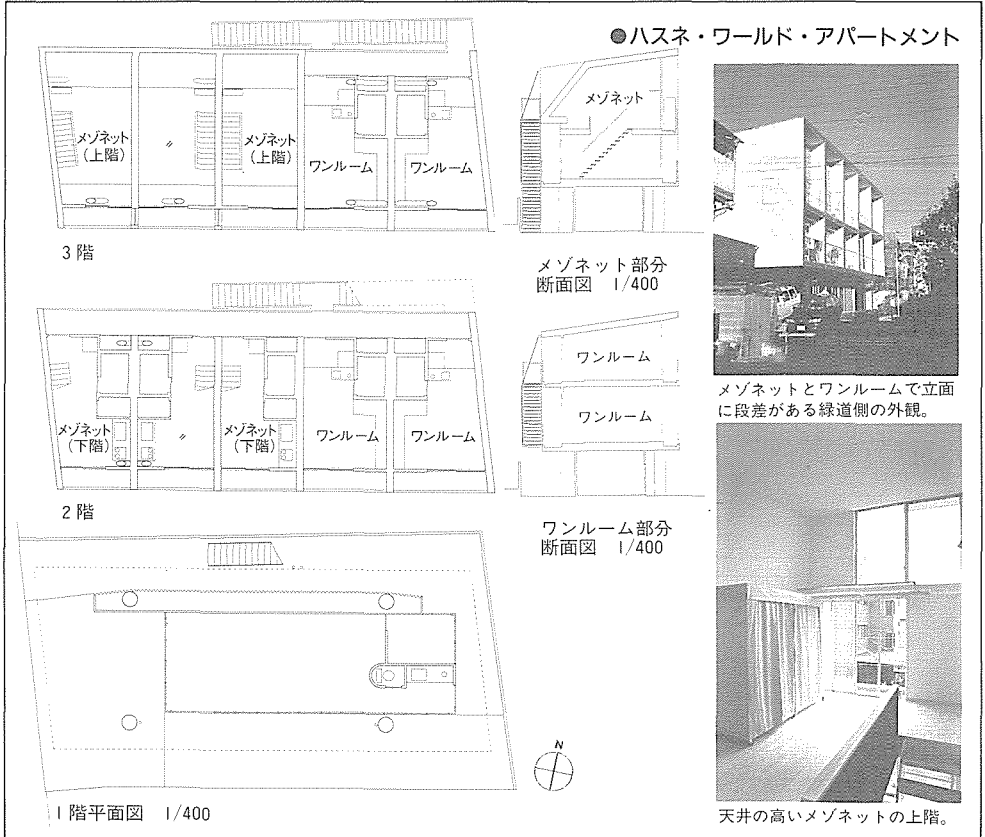 ●ハスネ・ワールド・アパートメント
メゾネット
(上階)
〃
メゾネット
(上階)
ワンルーム
ワンルーム
3階
メゾネット
メゾネット部分
断面図 1/400
メゾネットとワンルームで立面
に段差がある緑道側の外観。
メゾネット
(下階)
〃
メゾネット
(下階)
ワンルーム
ワンルーム
2階
ワンルーム
ワンルーム
ワンルーム部分
断面図 1/400
N
1階平面図 1/400
天井の高いメゾネットの上階。